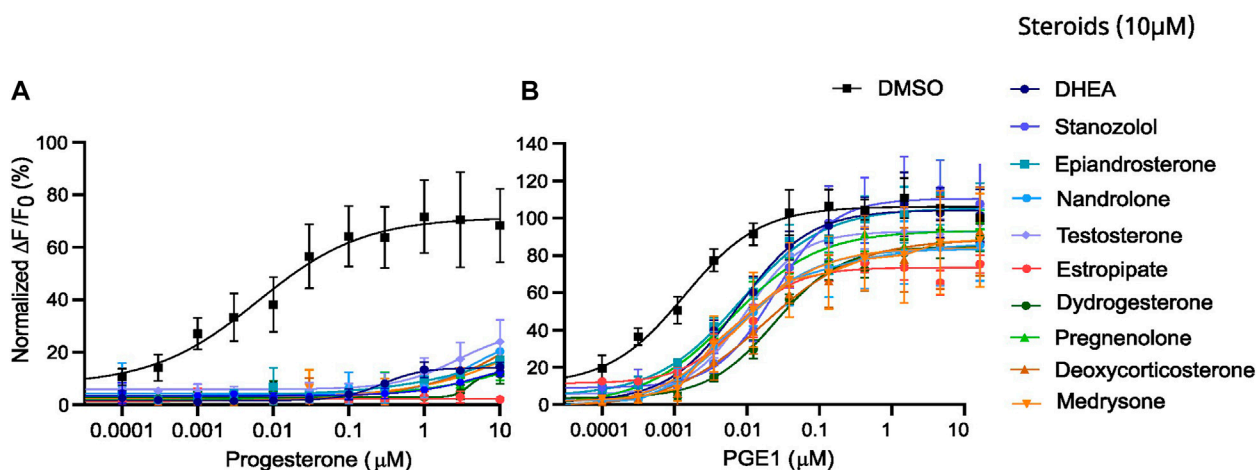 Steroids (10μM)
A
B
DMSO
DHEA
Stanozolol
Epiandrosterone
Nandrolone
Testosterone
Estropipate
Dydrogesterone
Pregnenolone
Deoxycorticosterone
Medrysone
Normalized ΔF/F0 (%)
100
80
60
40
20
0
0.0001
0.001
0.01
0.1
1
10
Progesterone (μM)
140
120
100
80
60
40
20
0
0.0001
0.001
0.01
0.1
1
10
PGE1 (μM)